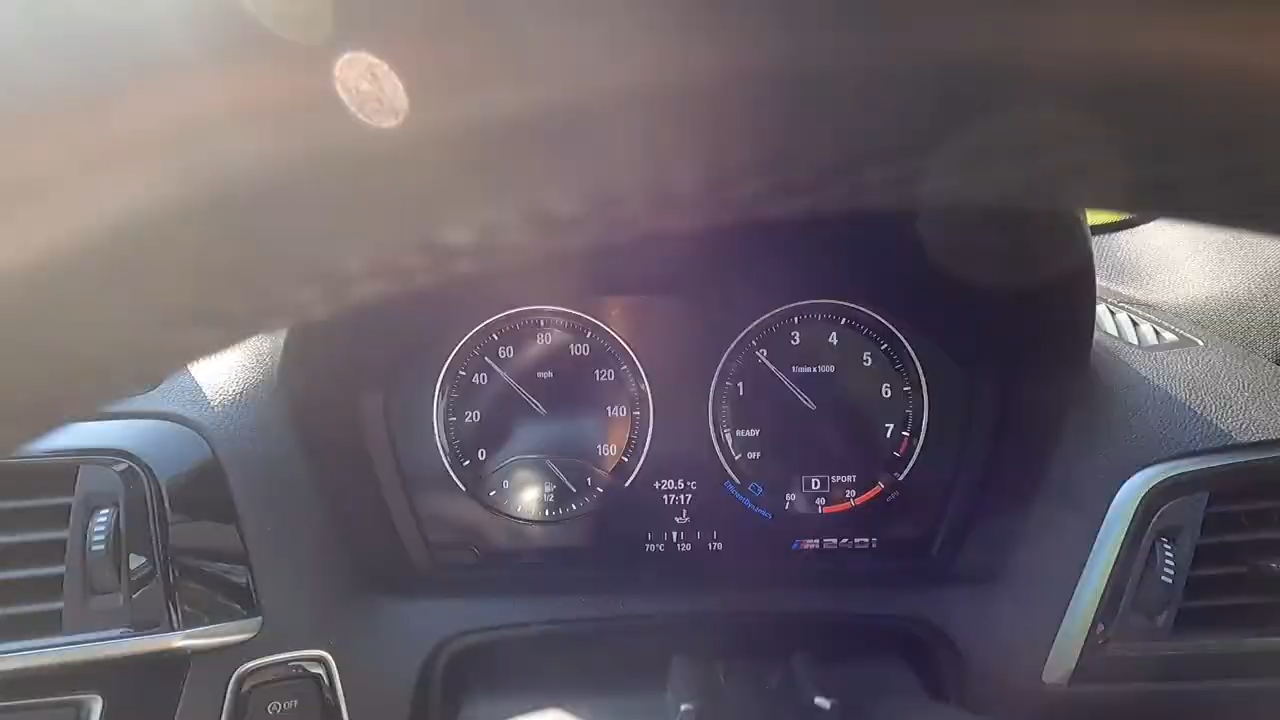 80
60
100
mph
40
120
20
140
0
160
0
1/2
1
3
4
2
5
1/min x 1000
1
6
7
READY
OFF
D SPORT
60
40
20
EfficientDynamics
+20.5 °C
17:17
70°C 120 170
M240i
OFF